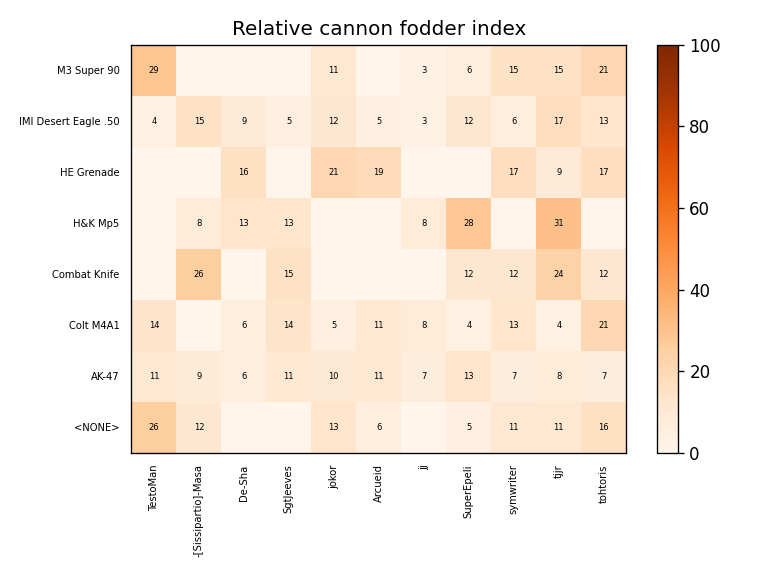 Relative cannon fodder index
M3 Super 90 29 11 3 6 15 15 21
IMI Desert Eagle .50 4 15 9 5 12 5 3 12 6 17 13
HE Grenade 16 21 19 17 9 17
H&K Mp5 8 13 13 8 28 31
Combat Knife 26 15 12 12 24 12
Colt M4A1 14 6 14 5 11 8 4 13 4 21
AK-47 11 9 6 11 10 11 7 13 7 8 7
<NONE> 26 12 13 6 5 11 11 16
TestoMan
-[Sissipartio]-Masa
De-Sha
SgtJeeves
jokor
Arcueid
jj
SuperEpeli
symwriter
tjjr
tohtoris
100
80
60
40
20
0